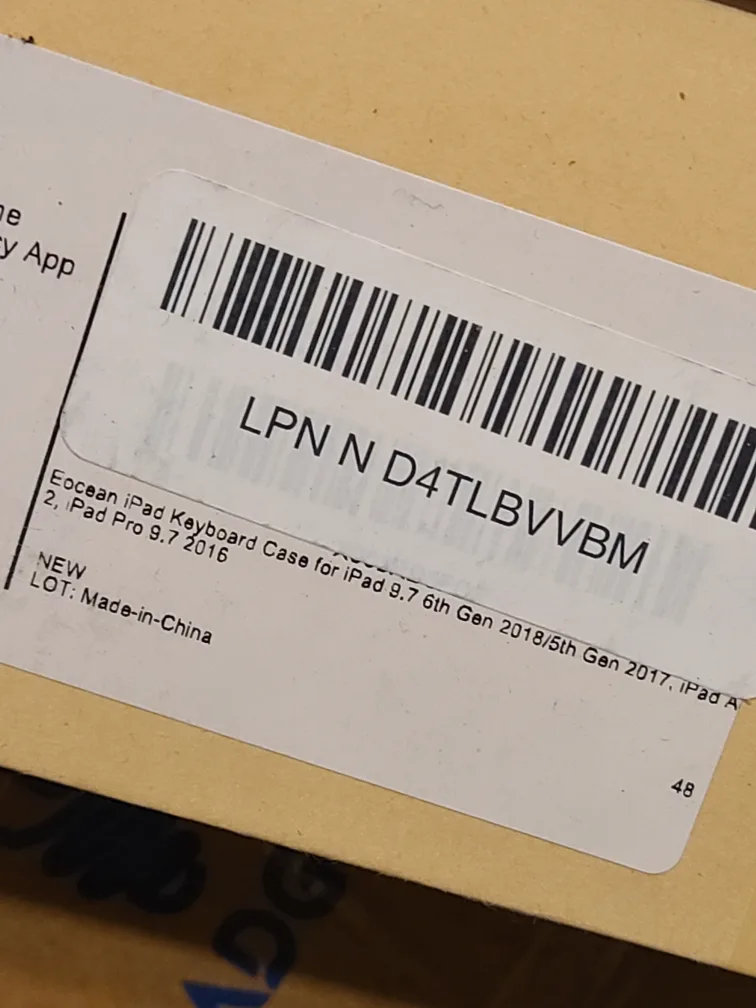 App
LPN N D4TLBVVBM
Eocean iPad Keyboard Case for iPad 9.7 6th Gen 2018/5th Gen 2017, iPad A
2, iPad Pro 9.7 2016
NEW
LOT: Made-in-China
48